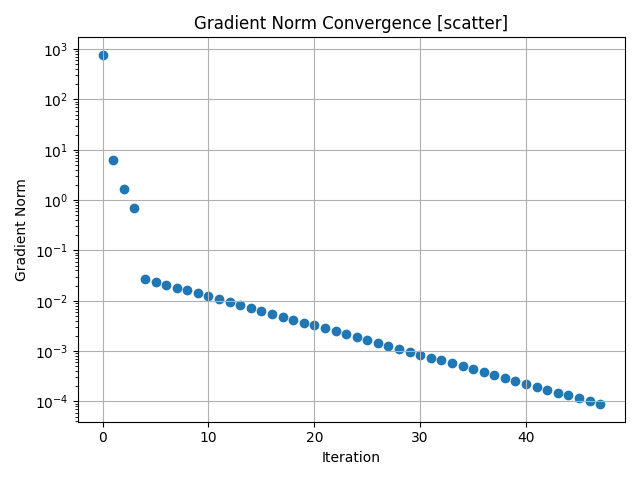 Gradient Norm Convergence [scatter]
Gradient Norm
10³
10²
10¹
10⁰
10⁻¹
10⁻²
10⁻³
10⁻⁴
0 10 20 30 40
Iteration